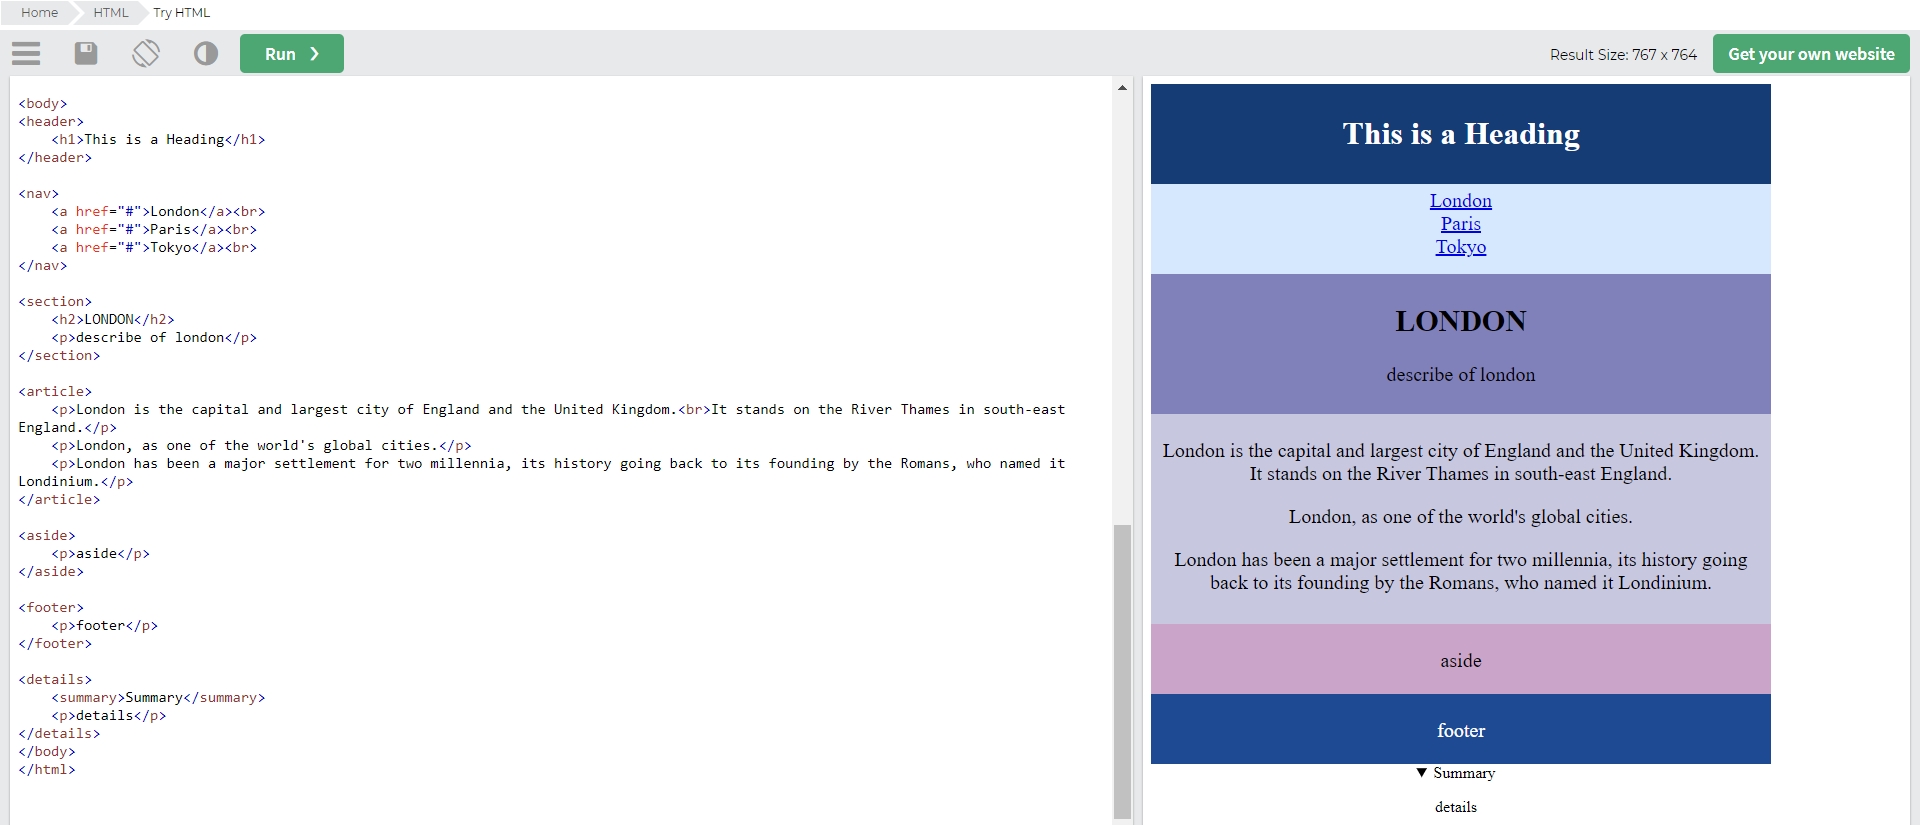 Home HTML Try HTML
Run ❯ Result Size: 767 x 764 Get your own website
<body>
<header>
    <h1>This is a Heading</h1>
</header>
<nav>
    <a href="#">London</a><br>
    <a href="#">Paris</a><br>
    <a href="#">Tokyo</a><br>
</nav>
<section>
    <h2>LONDON</h2>
    <p>describe of london</p>
</section>
<article>
    <p>London is the capital and largest city of England and the United Kingdom.<br>It stands on the River Thames in south-east
England.</p>
    <p>London, as one of the world's global cities.</p>
    <p>London has been a major settlement for two millennia, its history going back to its founding by the Romans, who named it
Londinium.</p>
</article>
<aside>
    <p>aside</p>
</aside>
<footer>
    <p>footer</p>
</footer>
<details>
    <summary>Summary</summary>
    <p>details</p>
</details>
</body>
</html>
This is a Heading
London
Paris
Tokyo
LONDON
describe of london
London is the capital and largest city of England and the United Kingdom.
It stands on the River Thames in south-east England.
London, as one of the world's global cities.
London has been a major settlement for two millennia, its history going
back to its founding by the Romans, who named it Londinium.
aside
footer
▼ Summary
details